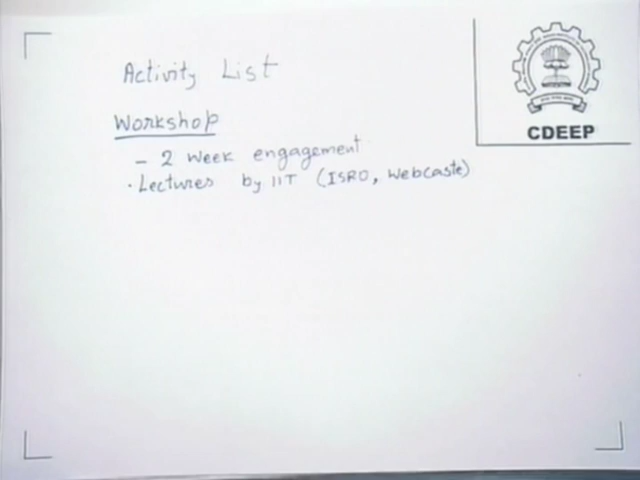 Activity List
Workshop
- 2 Week engagement
· Lectures by IIT (ISRO, Webcaste)
CDEEP